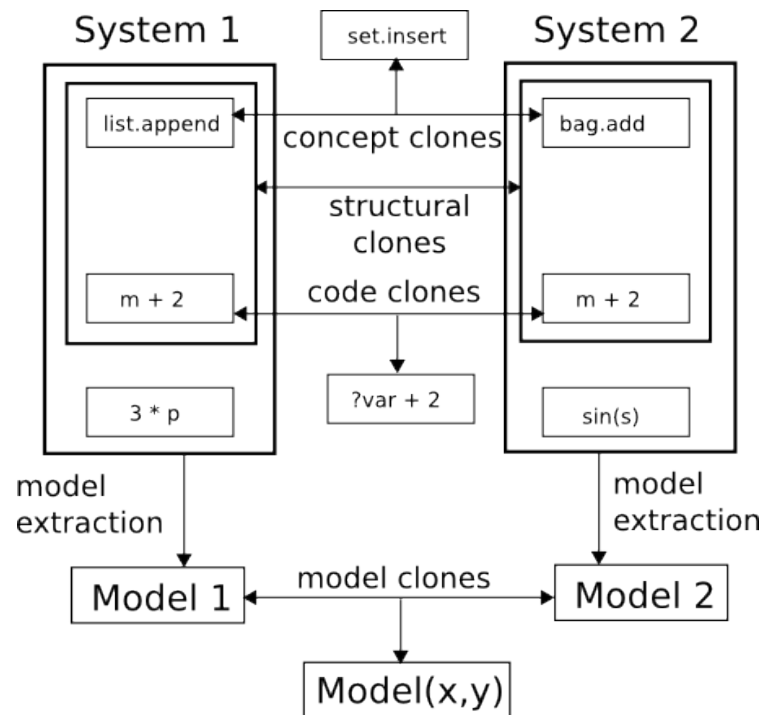 System 1
set.insert
System 2
list.append
bag.add
concept clones
structural
clones
m + 2
code clones
m + 2
3 * p
?var + 2
sin(s)
model
extraction
model
extraction
Model 1
model clones
Model 2
Model(x,y)